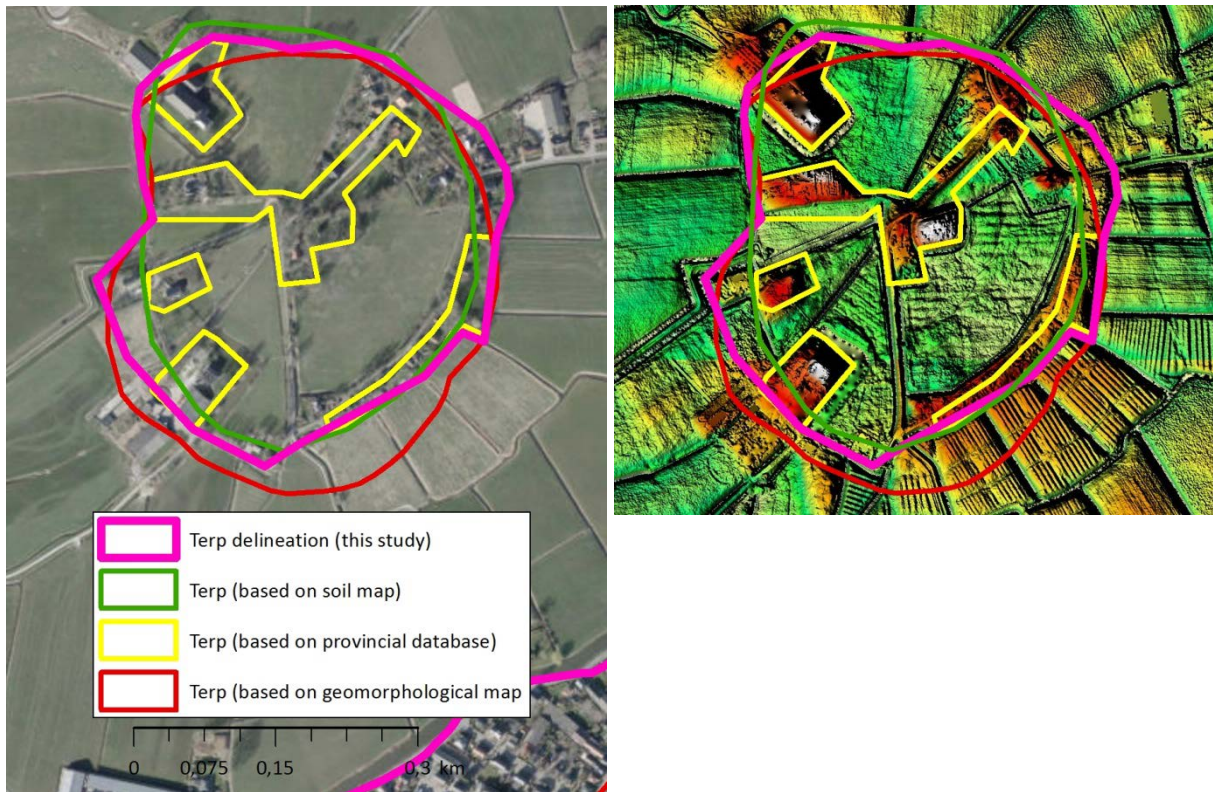 Terp delineation (this study)
Terp (based on soil map)
Terp (based on provincial database)
Terp (based on geomorphological map
0 0,075 0,15 0,3 km